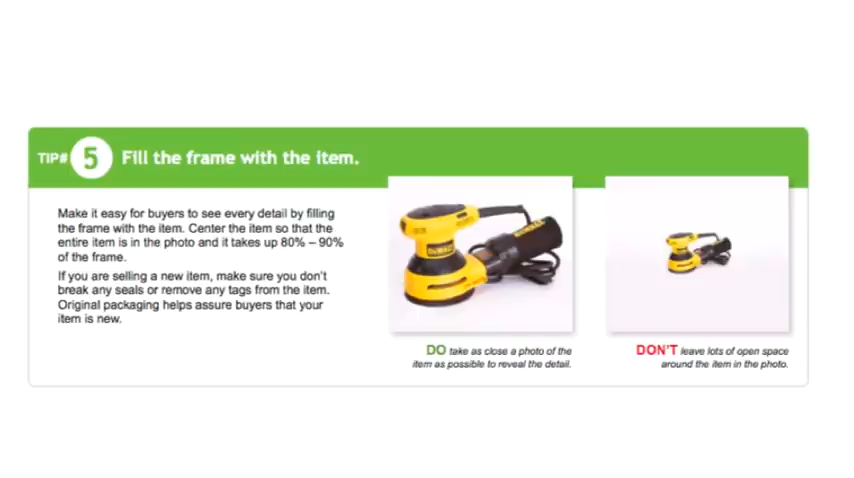 TIP# 5 Fill the frame with the item.
Make it easy for buyers to see every detail by filling
the frame with the item. Center the item so that the
entire item is in the photo and it takes up 80% – 90%
of the frame.
If you are selling a new item, make sure you don't
break any seals or remove any tags from the item.
Original packaging helps assure buyers that your
item is new.
DEWALT
DEWALT
DO take as close a photo of the
item as possible to reveal the detail.
DON'T leave lots of open space
around the item in the photo.